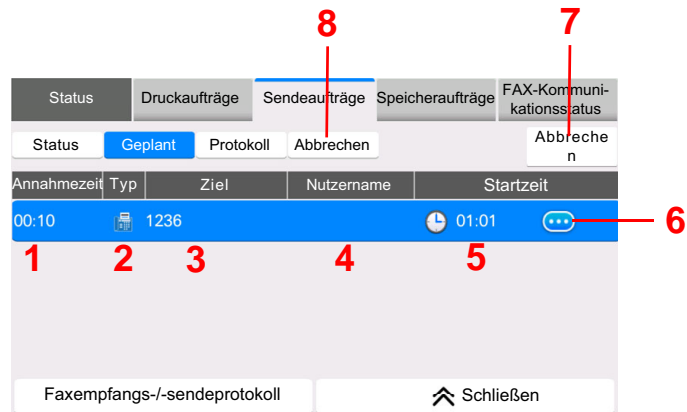 8
7
Status
Druckaufträge
Sendeaufträge
Speicheraufträge
FAX-Kommuni-
kationsstatus
Status
Geplant
Protokoll
Abbrechen
Abbreche
n
Annahmezeit
Typ
Ziel
Nutzername
Startzeit
00:10
1236
01:01
6
1
2
3
4
5
Faxempfangs-/-sendeprotokoll
Schließen